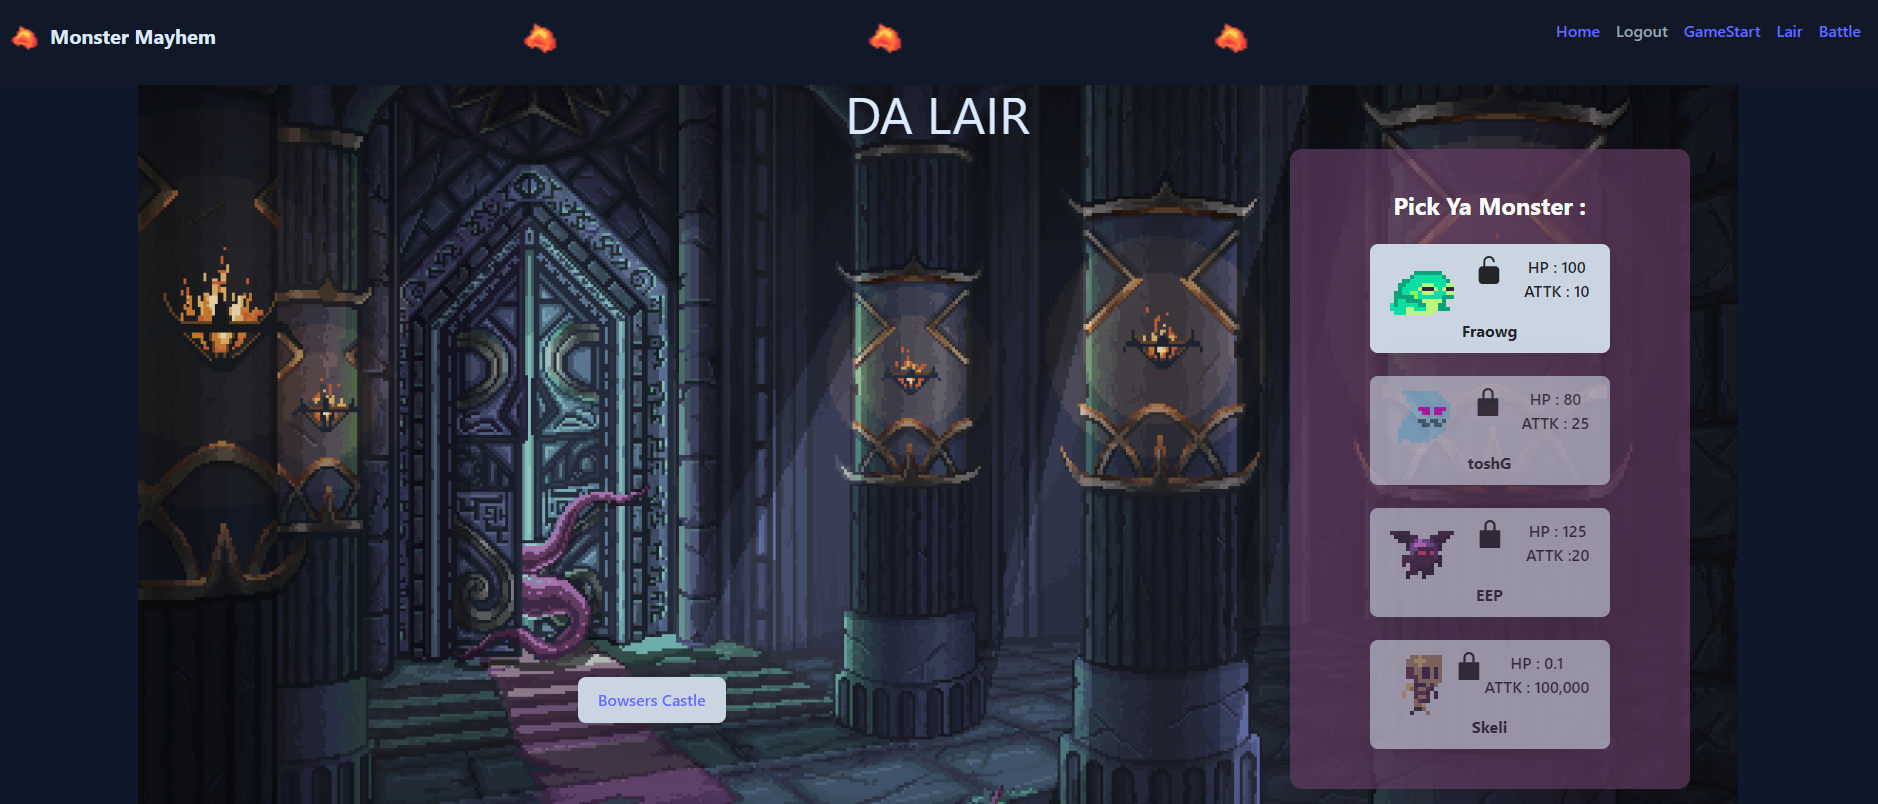 Monster Mayhem
Home Logout GameStart Lair Battle
DA LAIR
Pick Ya Monster :
HP : 100
ATTK : 10
Fraowg
HP : 80
ATTK : 25
toshG
HP : 125
ATTK :20
EEP
HP : 0.1
ATTK : 100,000
Skeli
Bowsers Castle